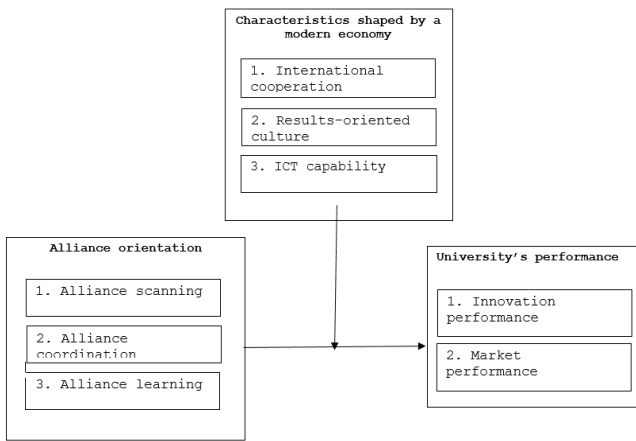 Characteristics shaped by a
modern economy
1. International
cooperation
2. Results-oriented
culture
3. ICT capability
Alliance orientation
1. Alliance scanning
2. Alliance
coordination
3. Alliance learning
University's performance
1. Innovation
performance
2. Market
performance